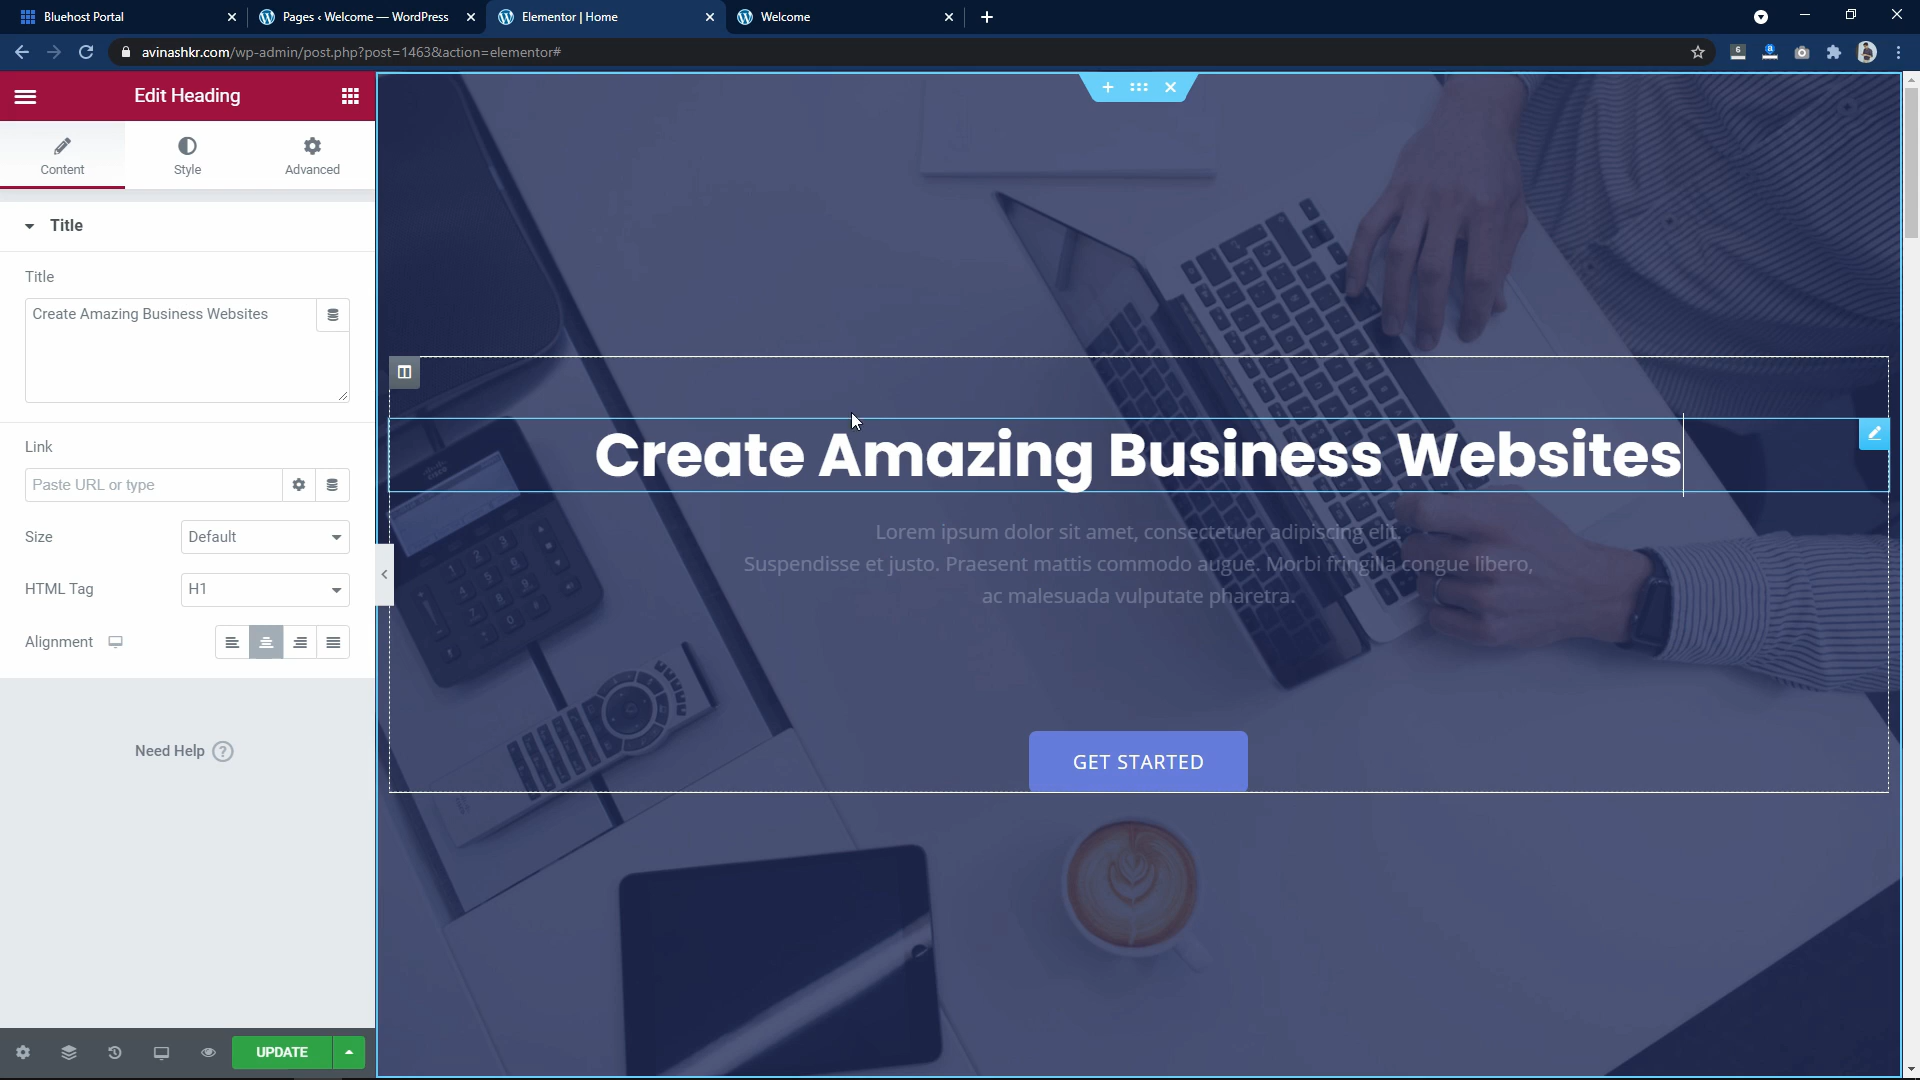 Bluehost Portal
Pages ‹ Welcome — WordPress
Elementor | Home
Welcome
avinashkr.com/wp-admin/post.php?post=1463&action=elementor#
Edit Heading
Content
Style
Advanced
Title
Title
Create Amazing Business Websites
Link
Paste URL or type
Size
Default
HTML Tag
H1
Alignment
Need Help ?
UPDATE
Create Amazing Business Websites
Lorem ipsum dolor sit amet, consectetuer adipiscing elit.
Suspendisse et justo. Praesent mattis commodo augue. Morbi fringilla congue libero,
ac malesuada vulputate pharetra.
GET STARTED